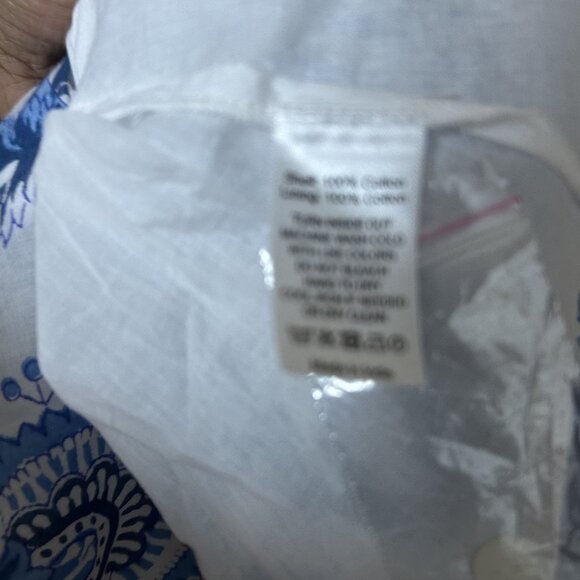 Shell: 100% Cotton
Lining: 100% Cotton
TURN INSIDE OUT
MACHINE WASH COLD
WITH LIKE COLORS
DO NOT BLEACH
HANG TO DRY
COOL IRON IF NEEDED
OR DRY CLEAN
Made in India